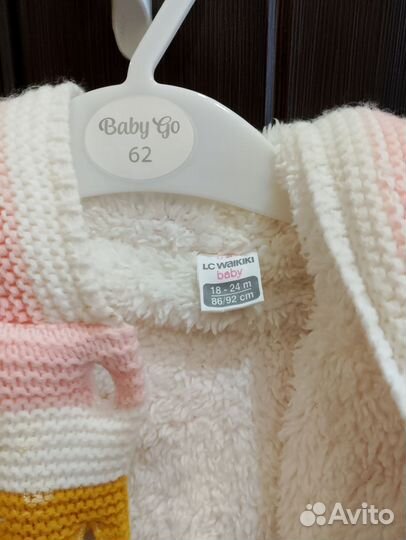 Baby Go
62
LC WAIKIKI
baby
18 - 24 m
86/92 cm
Avito